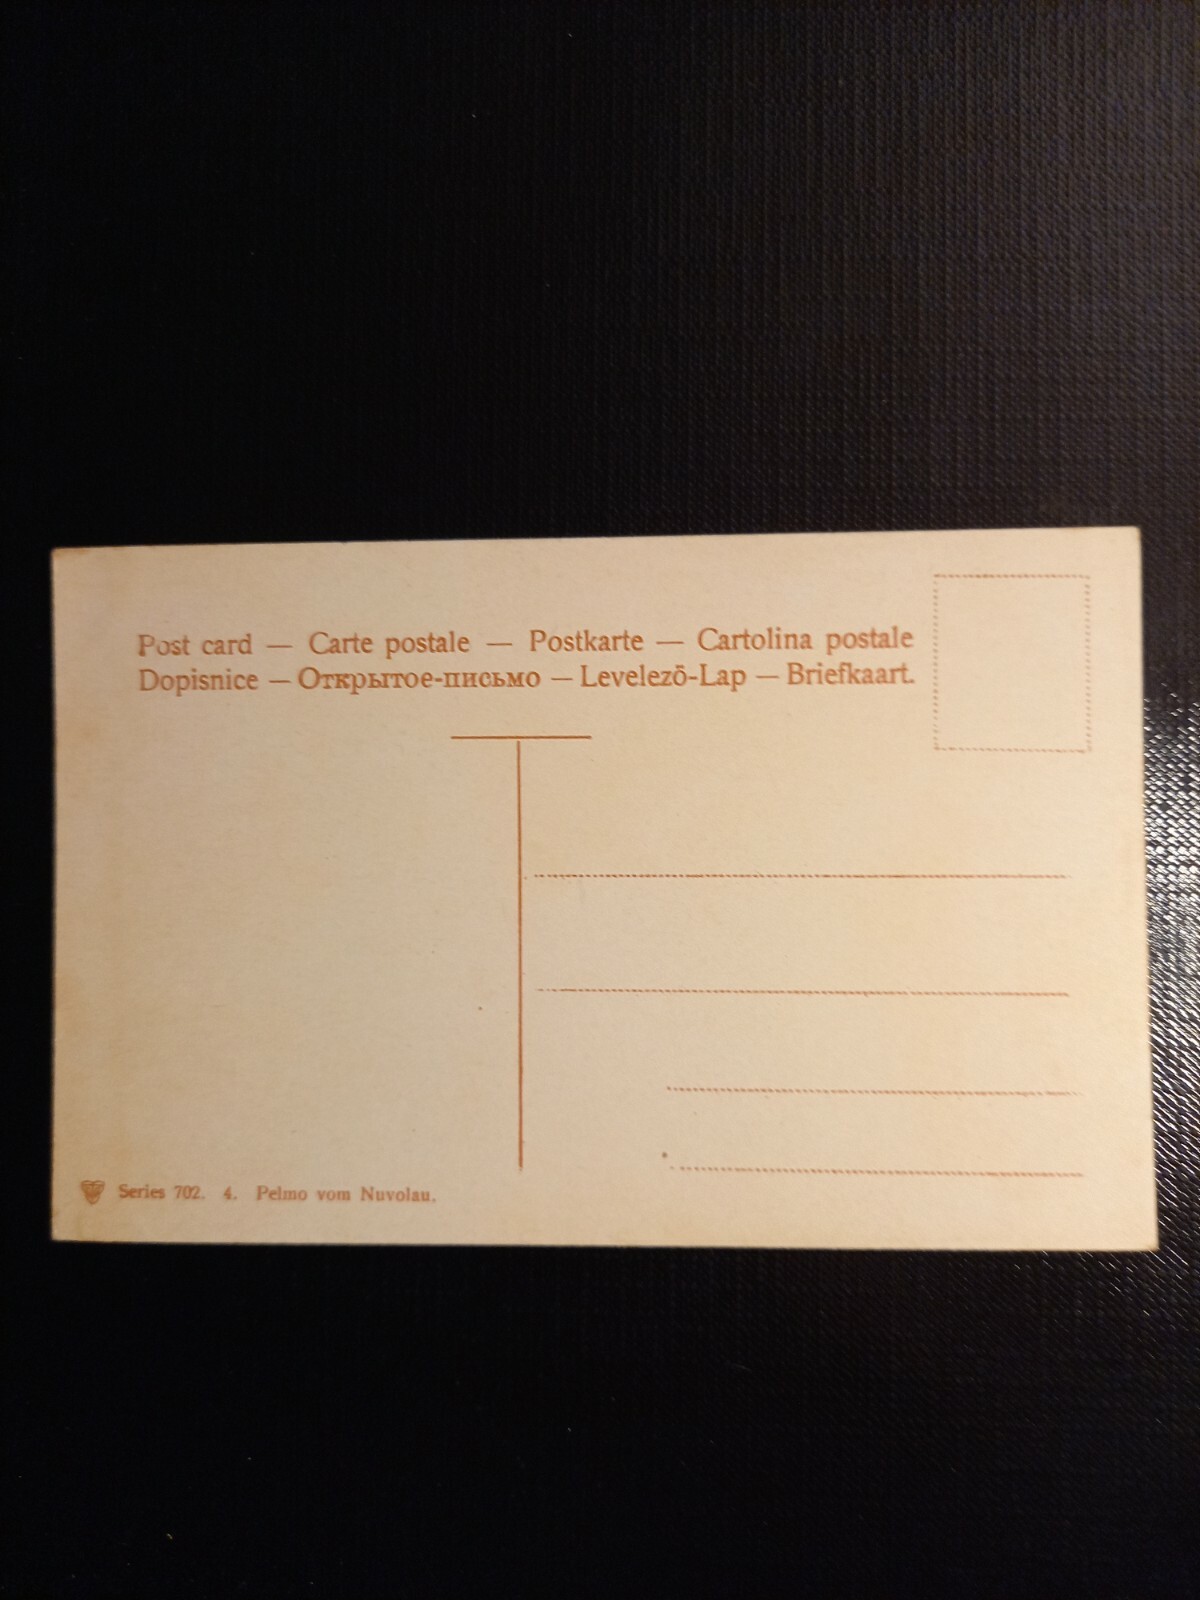 Post card — Carte postale — Postkarte — Cartolina postale
Dopisnice — Открытое-письмо — Levelező-Lap — Briefkaart.
Series 702. 4. Pelmo vom Nuvolau.